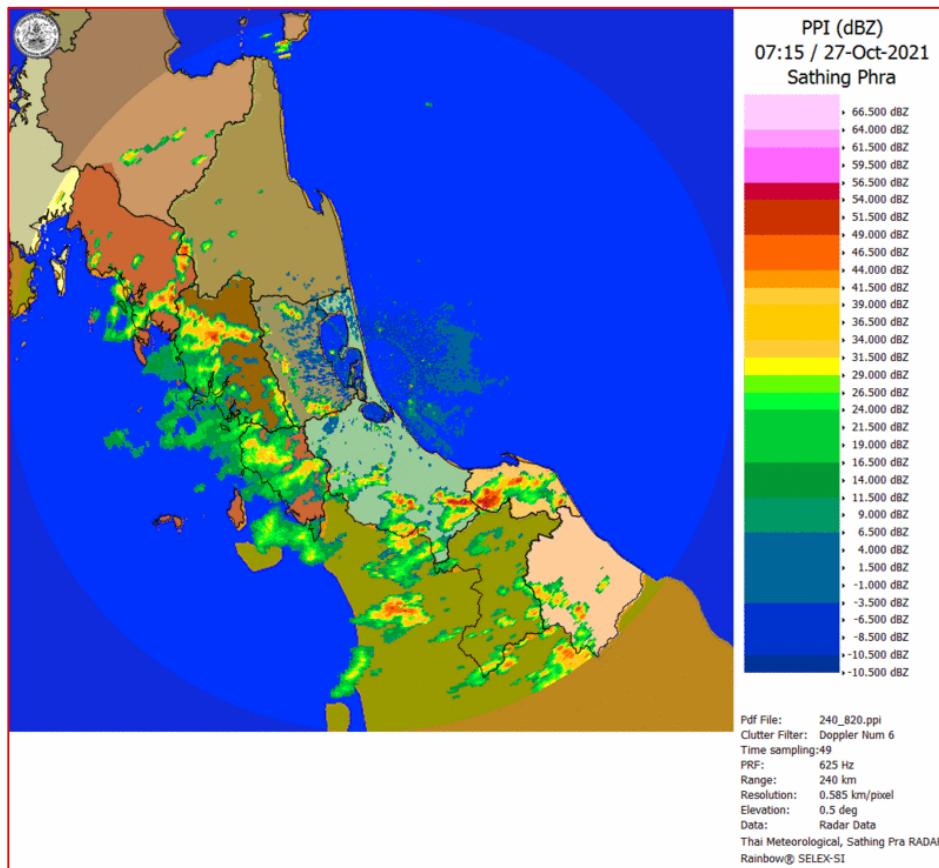 PPI (dBZ)
07:15 / 27-Oct-2021
Sathing Phra
66.500 dBZ
64.000 dBZ
61.500 dBZ
59.500 dBZ
56.500 dBZ
54.000 dBZ
51.500 dBZ
49.000 dBZ
46.500 dBZ
44.000 dBZ
41.500 dBZ
39.000 dBZ
36.500 dBZ
34.000 dBZ
31.500 dBZ
29.000 dBZ
26.500 dBZ
24.000 dBZ
21.500 dBZ
19.000 dBZ
16.500 dBZ
14.000 dBZ
11.500 dBZ
9.000 dBZ
6.500 dBZ
4.000 dBZ
1.500 dBZ
-1.000 dBZ
-3.500 dBZ
-6.500 dBZ
-8.500 dBZ
-10.500 dBZ
-10.500 dBZ
Pdf File: 240_820.ppi
Clutter Filter: Doppler Num 6
Time sampling:49
PRF: 625 Hz
Range: 240 km
Resolution: 0.585 km/pixel
Elevation: 0.5 deg
Data: Radar Data
Thai Meteorological, Sathing Pra RADAR
Rainbow® SELEX-SI